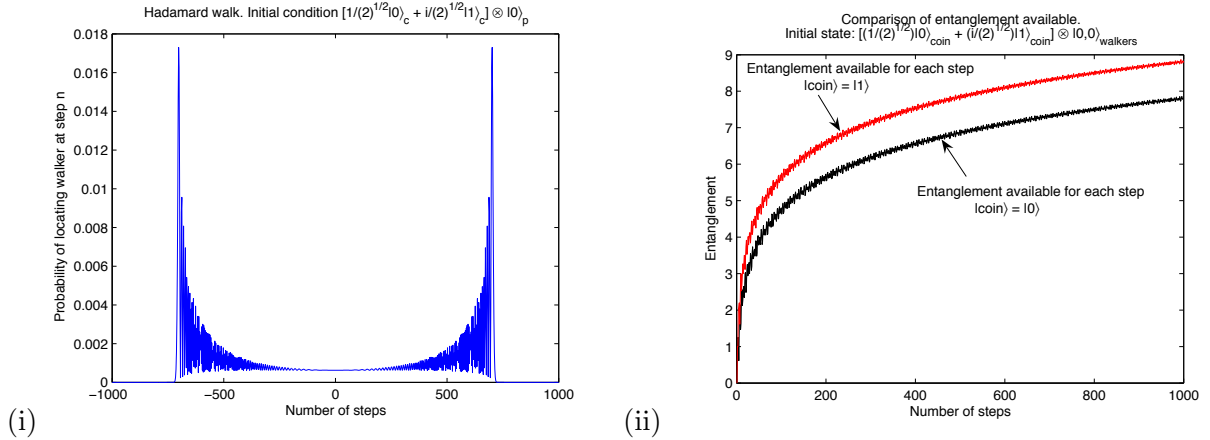 Hadamard walk. Initial condition [1/(2)^{1/2}|0⟩_c + i/(2)^{1/2}|1⟩_c] ⊗ |0⟩_p
Probability of locating walker at step n
0.018
0.016
0.014
0.012
0.01
0.008
0.006
0.004
0.002
0
−1000
−500
0
500
1000
Number of steps
(i)
Comparison of entanglement available.
Initial state: [(1/(2)^{1/2})|0⟩_{coin} + (i/(2)^{1/2})|1⟩_{coin}] ⊗ |0,0⟩_{walkers}
Entanglement
9
8
7
6
5
4
3
2
1
0
Entanglement available for each step
|coin⟩ = |1⟩
Entanglement available for each step
|coin⟩ = |0⟩
0
200
400
600
800
1000
Number of steps
(ii)